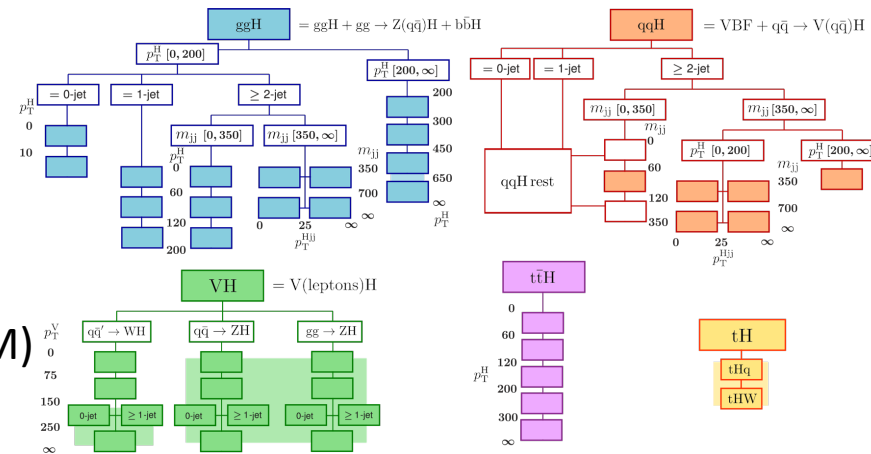 ggH = ggH + gg → Z(qq̄)H + bb̄H
p_T^H [0, 200]
p_T^H [200, ∞]
= 0-jet
= 1-jet
≥ 2-jet
p_T^H
0
10
m_jj [0, 350]
m_jj [350, ∞]
p_T^H
0
60
120
200
m_jj
350
700
∞
0
25
∞
p_T^Hjj
200
300
450
650
∞
p_T^H
qqH = VBF + qq̄ → V(qq̄)H
= 0-jet
= 1-jet
≥ 2-jet
m_jj [0, 350]
m_jj [350, ∞]
qqH rest
m_jj
0
60
120
350
p_T^H [0, 200]
p_T^H [200, ∞]
m_jj
350
700
∞
0
25
∞
p_T^Hjj
VH = V(leptons)H
qq̄′ → WH
qq̄ → ZH
gg → ZH
p_T^V
0
75
150
250
∞
0-jet
≥ 1-jet
0-jet
≥ 1-jet
0-jet
≥ 1-jet
M)
tt̄H
p_T^H
0
60
120
200
300
∞
tH
tHq
tHW